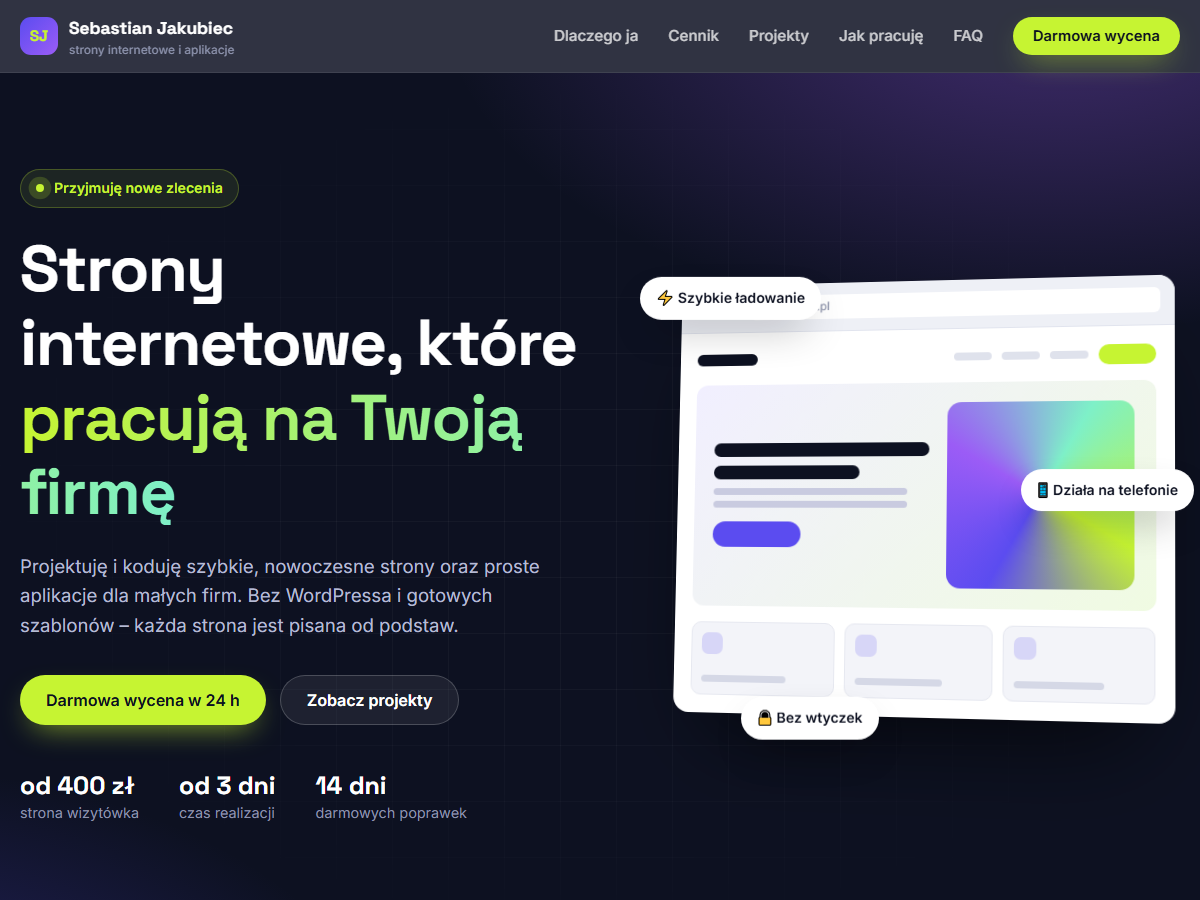 SJ
Sebastian Jakubiec
strony internetowe i aplikacje
Dlaczego ja
Cennik
Projekty
Jak pracuję
FAQ
Darmowa wycena
Przyjmuję nowe zlecenia
Strony
internetowe, które
pracują na Twoją
firmę
Projektuję i koduję szybkie, nowoczesne strony oraz proste
aplikacje dla małych firm. Bez WordPressa i gotowych
szablonów – każda strona jest pisana od podstaw.
Darmowa wycena w 24 h
Zobacz projekty
od 400 zł
strona wizytówka
od 3 dni
czas realizacji
14 dni
darmowych poprawek
Szybkie ładowanie
.pl
Działa na telefonie
Bez wtyczek